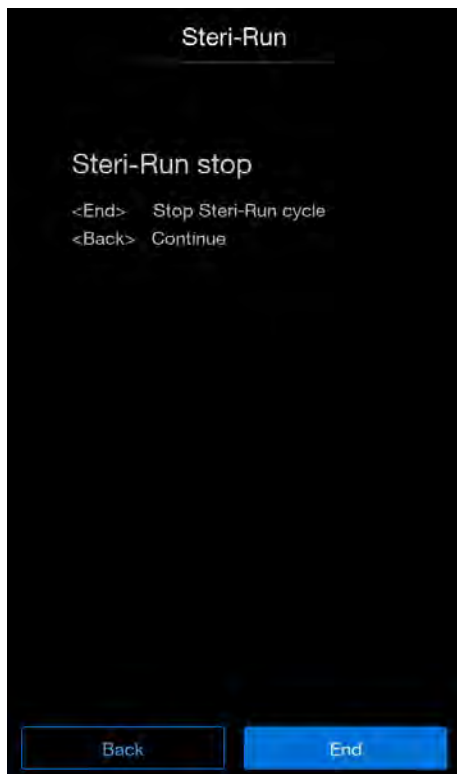 Steri-Run
Steri-Run stop
<End> Stop Steri-Run cycle
<Back> Continue
Back
End